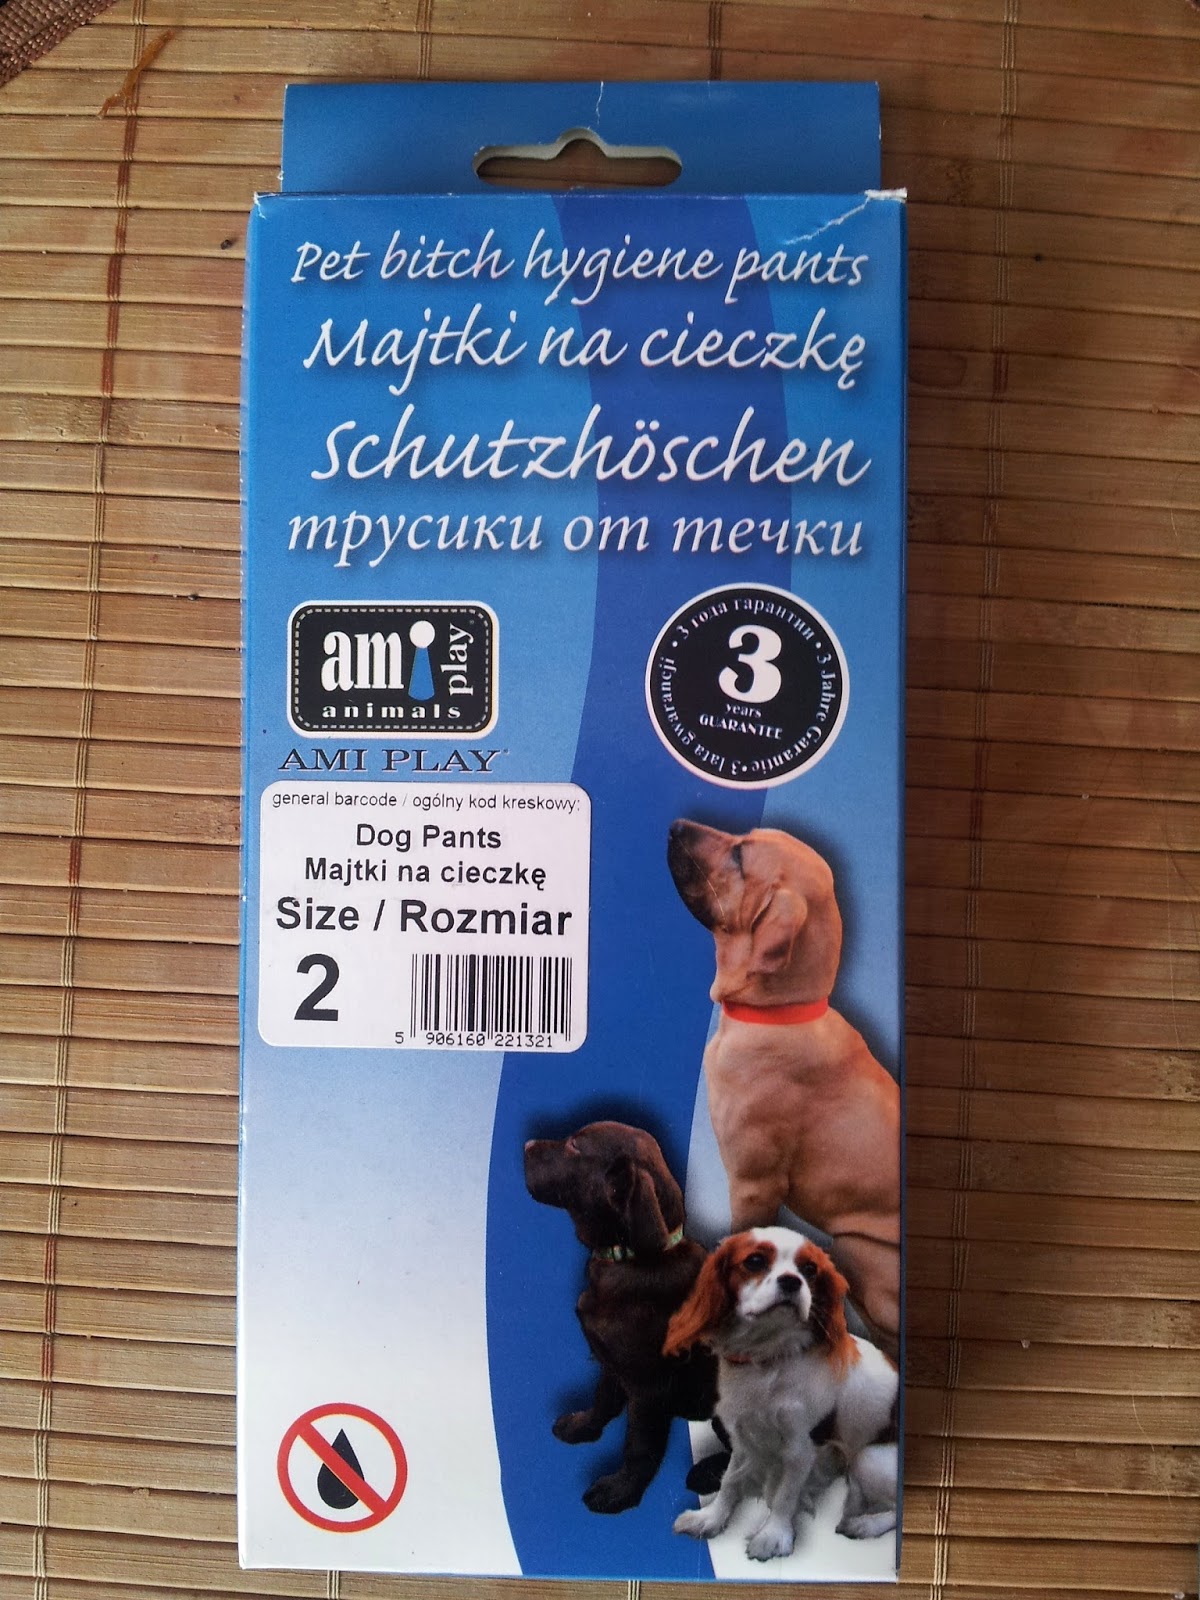 Pet bitch hygiene pants
Majtki na cieczkę
Schutzhöschen
трусики от течки
ami play®
animals
AMI PLAY®
• 3 года гарантии • 3 Jahre Garantie • 3 lata gwarancji
3
years
GUARANTEE
general barcode / ogólny kod kreskowy:
Dog Pants
Majtki na cieczkę
Size / Rozmiar
2
5 906160 221321